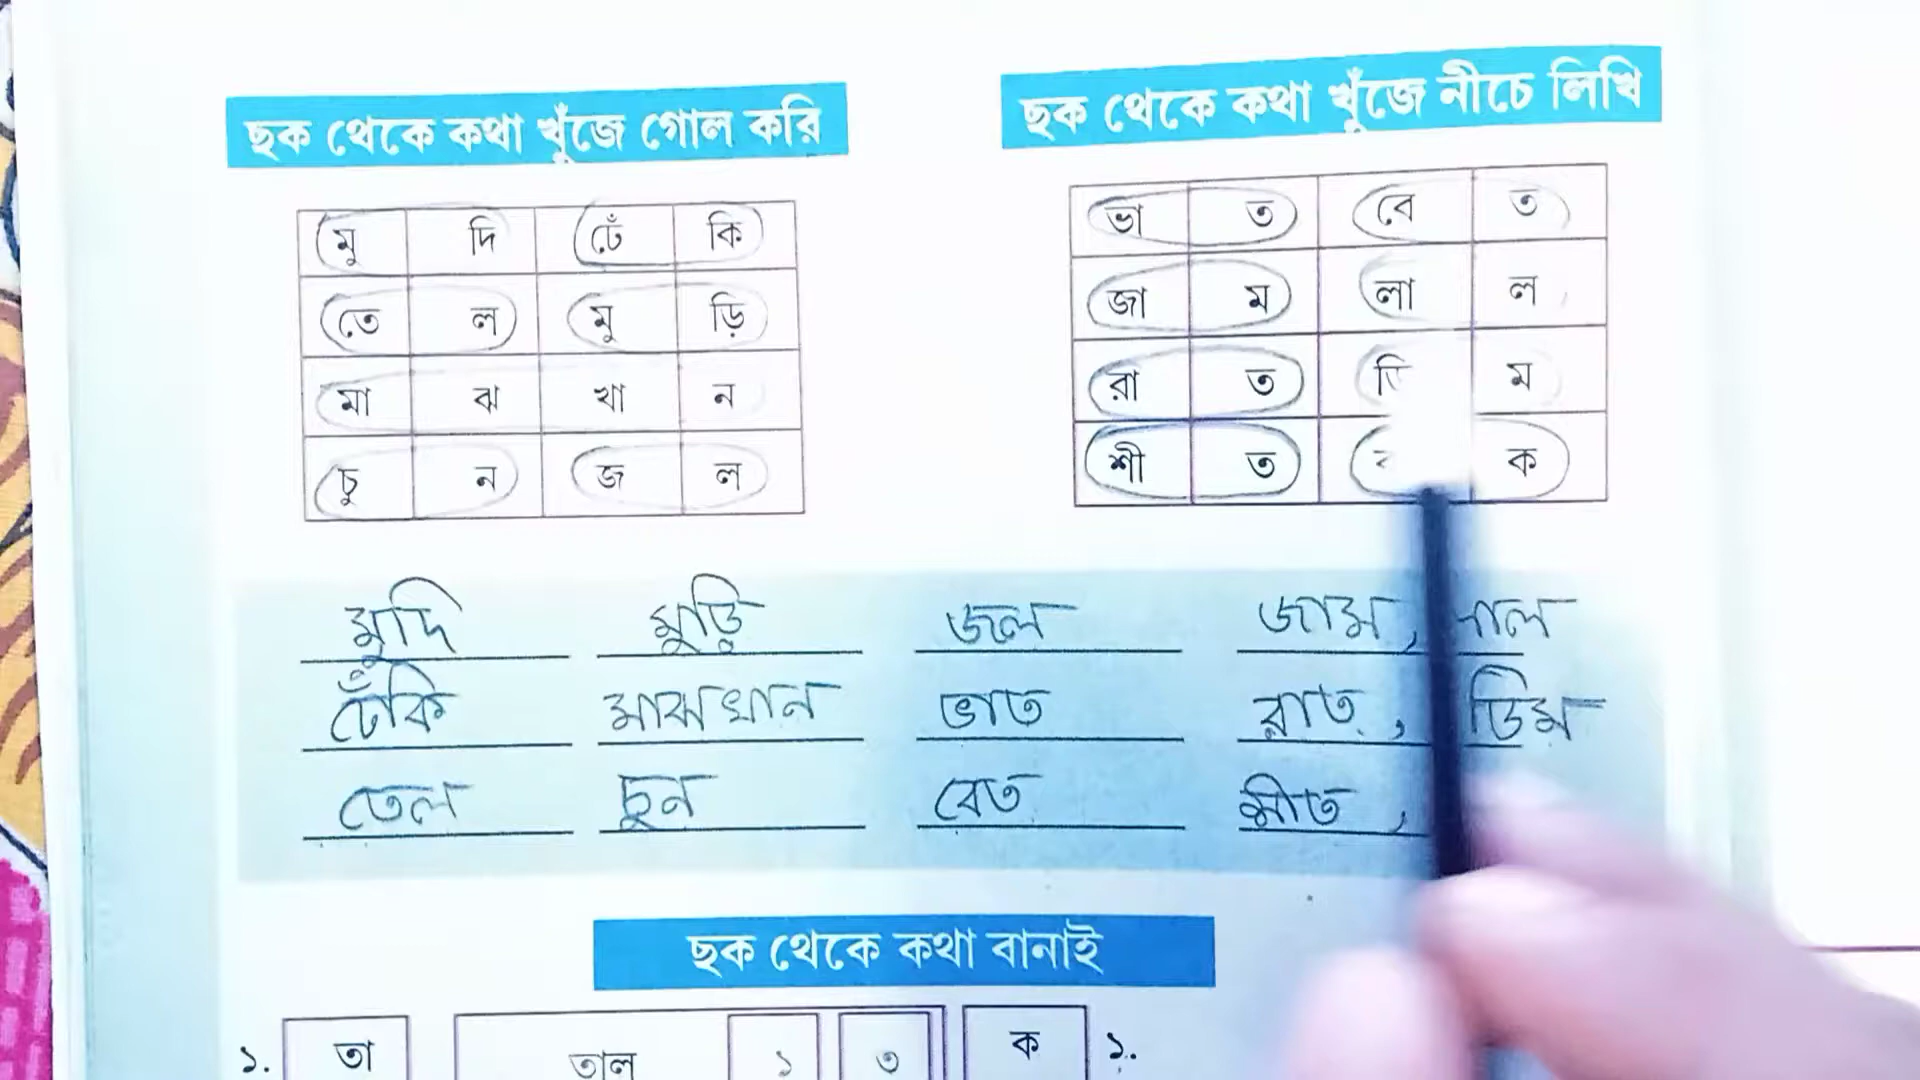 ছক থেকে কথা খুঁজে গোল করি
মু দি ঢেঁ কি
তে ল মু ড়ি
মা ঝ খা ন
চু ন জ ল
ছক থেকে কথা খুঁজে নীচে লিখি
ভা ত বে ত
জা ম লা ল
রা ত ম
শী ত ক
মুদি মুড়ি জল জাম,
ঢেঁকি মাঝখান ভাত রাত, ডিম
তেল চুন বেত শীত,
ছক থেকে কথা বানাই
১. তা তাল ১ ৩ ক ১.